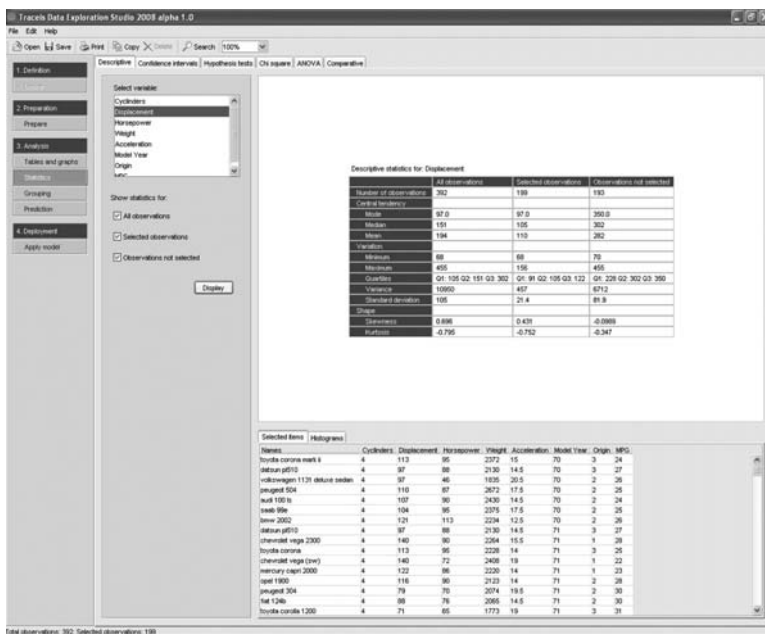 Traceis Data Exploration Studio 2008 alpha 1.0
File Edit Help
Open Save Print Copy Delete Search 100%
1. Definition
2. Preparation
Prepare
3. Analysis
Tables and graphs
Statistics
Grouping
Prediction
4. Deployment
Apply model
Descriptive Confidence intervals Hypothesis tests Chi square ANOVA Comparative
Select variable:
Cyclinders
Displacement
Horsepower
Weight
Acceleration
Model Year
Origin
MPG
Show statistics for:
All observations
Selected observations
Observations not selected
Display
Descriptive statistics for: Displacement
All observations Selected observations Observations not selected
Number of observations 392 199 193
Central tendency
Mode 97.0 97.0 350.0
Median 151 105 302
Mean 194 110 282
Variation
Minimum 68 68 70
Maximum 455 156 455
Quartiles Q1: 105 Q2: 151 Q3: 302 Q1: 91 Q2: 105 Q3: 122 Q1: 228 Q2: 302 Q3: 350
Variance 10950 457 6712
Standard deviation 105 21.4 81.9
Shape
Skewness 0.696 0.431 -0.0969
Kurtosis -0.795 -0.752 -0.347
Selected items Histograms
Names Cyclinders Displacement Horsepower Weight Acceleration Model Year Origin MPG
toyota corona mark ii 4 113 95 2372 15 70 3 24
datsun pl510 4 97 88 2130 14.5 70 3 27
volkswagen 1131 deluxe sedan 4 97 46 1835 20.5 70 2 26
peugeot 504 4 110 87 2672 17.5 70 2 25
audi 100 ls 4 107 90 2430 14.5 70 2 24
saab 99e 4 104 95 2375 17.5 70 2 25
bmw 2002 4 121 113 2234 12.5 70 2 26
datsun pl510 4 97 88 2130 14.5 71 3 27
chevrolet vega 2300 4 140 90 2264 15.5 71 1 28
toyota corona 4 113 95 2228 14 71 3 25
chevrolet vega (sw) 4 140 72 2408 19 71 1 22
mercury capri 2000 4 122 86 2220 14 71 1 23
opel 1900 4 116 90 2123 14 71 2 28
peugeot 304 4 79 70 2074 19.5 71 2 30
fiat 124b 4 88 76 2065 14.5 71 2 30
toyota corolla 1200 4 71 65 1773 19 71 3 31
Total observations: 392 Selected observations: 199